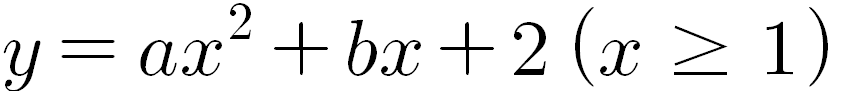 y = ax² + bx + 2 (x ≥ 1)